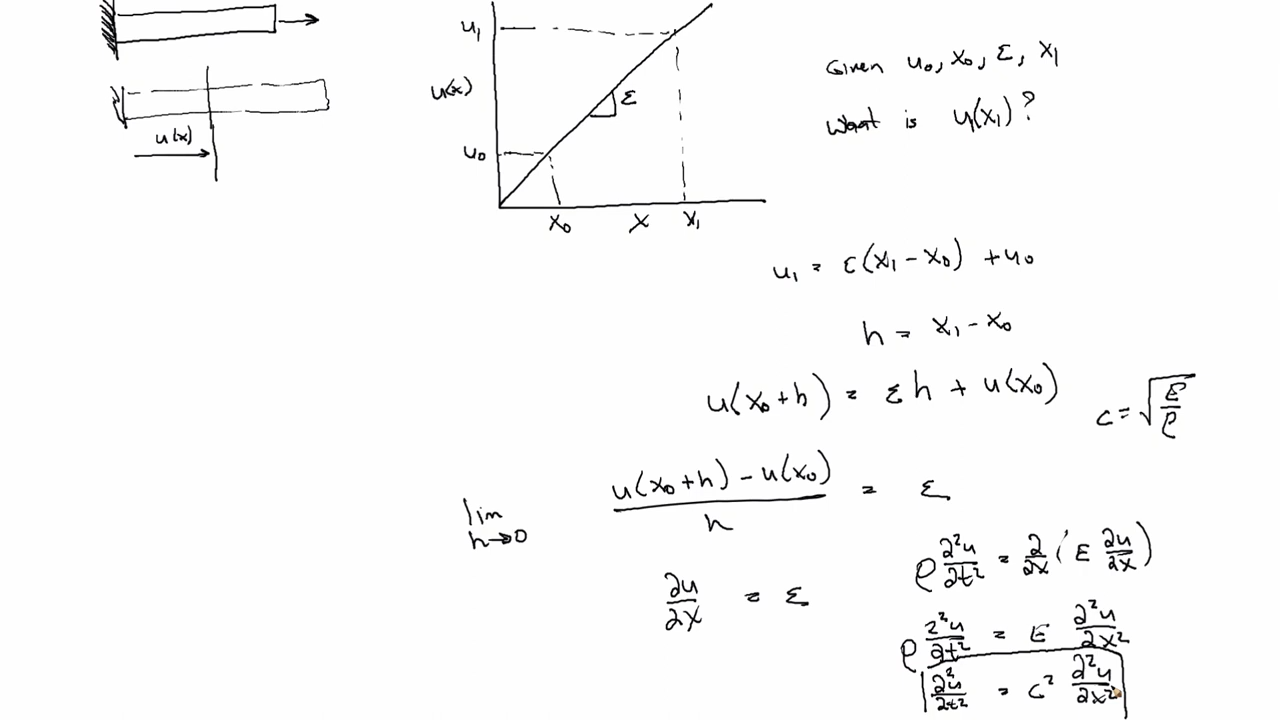 u(x)
u₁
u(x)
u₀
ε
x₀
x
x₁
Given u₀, x₀, ε, x₁
What is u(x₁)?
u₁ = ε(x₁ - x₀) + u₀
h = x₁ - x₀
u(x₀+h) = εh + u(x₀)
c = √(E/ρ)
lim h→0 (u(x₀+h) - u(x₀))/h = ε
∂u/∂x = ε
ρ ∂²u/∂t² = ∂/∂x (E ∂u/∂x)
ρ ∂²u/∂t² = E ∂²u/∂x²
∂²u/∂t² = c² ∂²u/∂x²